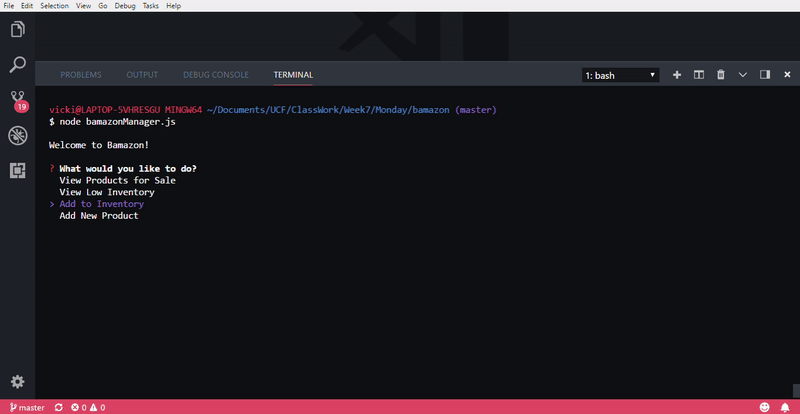 File Edit Selection View Go Debug Tasks Help
PROBLEMS OUTPUT DEBUG CONSOLE TERMINAL 1: bash
19
vicki@LAPTOP-5VHRESGU MINGW64 ~/Documents/UCF/ClassWork/Week7/Monday/bamazon (master)
$ node bamazonManager.js
Welcome to Bamazon!
? What would you like to do?
View Products for Sale
View Low Inventory
> Add to Inventory
Add New Product
master 0 0